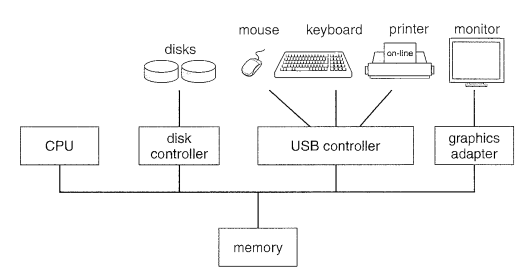 mouse keyboard printer monitor
disks
on-line
CPU
disk
controller
USB controller
graphics
adapter
memory